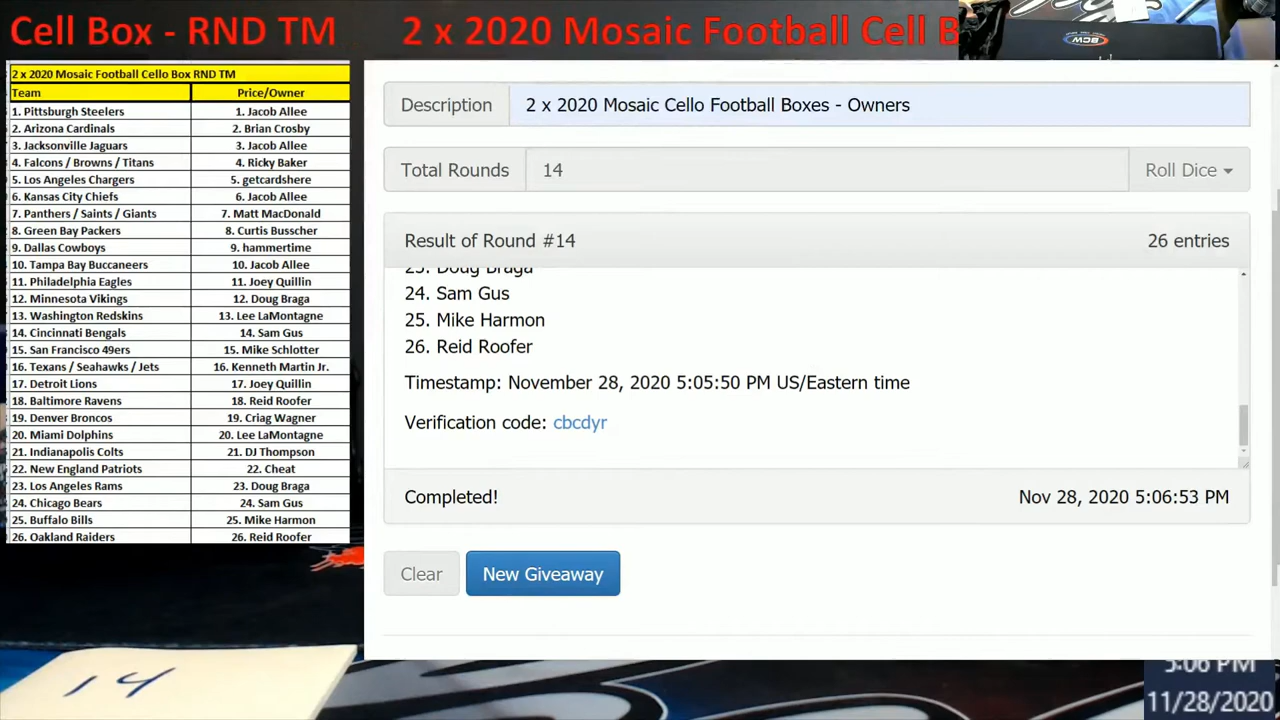 Cell Box - RND TM 2 x 2020 Mosaic Football Cell B
BCW
2 x 2020 Mosaic Football Cello Box RND TM
Team Price/Owner
1. Pittsburgh Steelers 1. Jacob Allee
2. Arizona Cardinals 2. Brian Crosby
3. Jacksonville Jaguars 3. Jacob Allee
4. Falcons / Browns / Titans 4. Ricky Baker
5. Los Angeles Chargers 5. getcardshere
6. Kansas City Chiefs 6. Jacob Allee
7. Panthers / Saints / Giants 7. Matt MacDonald
8. Green Bay Packers 8. Curtis Busscher
9. Dallas Cowboys 9. hammertime
10. Tampa Bay Buccaneers 10. Jacob Allee
11. Philadelphia Eagles 11. Joey Quillin
12. Minnesota Vikings 12. Doug Braga
13. Washington Redskins 13. Lee LaMontagne
14. Cincinnati Bengals 14. Sam Gus
15. San Francisco 49ers 15. Mike Schlotter
16. Texans / Seahawks / Jets 16. Kenneth Martin Jr.
17. Detroit Lions 17. Joey Quillin
18. Baltimore Ravens 18. Reid Roofer
19. Denver Broncos 19. Criag Wagner
20. Miami Dolphins 20. Lee LaMontagne
21. Indianapolis Colts 21. DJ Thompson
22. New England Patriots 22. Cheat
23. Los Angeles Rams 23. Doug Braga
24. Chicago Bears 24. Sam Gus
25. Buffalo Bills 25. Mike Harmon
26. Oakland Raiders 26. Reid Roofer
Description 2 x 2020 Mosaic Cello Football Boxes - Owners
Total Rounds 14 Roll Dice
Result of Round #14 26 entries
23. Doug Braga
24. Sam Gus
25. Mike Harmon
26. Reid Roofer
Timestamp: November 28, 2020 5:05:50 PM US/Eastern time
Verification code: cbcdyr
Completed! Nov 28, 2020 5:06:53 PM
Clear New Giveaway
14
5:06 PM
11/28/2020